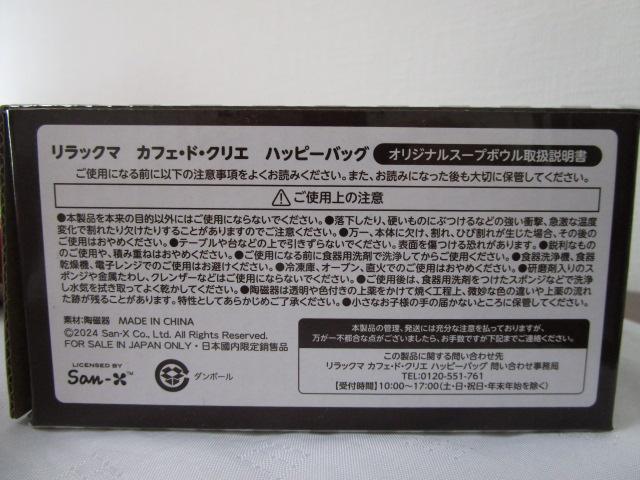 リラックマ カフェ・ド・クリエ ハッピーバッグ オリジナルスープボウル取扱説明書
ご使用になる前に以下の注意事項をよくお読みください。また、お読みになった後も大切に保管してください。
⚠ご使用上の注意
●本製品を本来の目的以外にはご使用にならないでください。●落下したり、硬いものにぶつけるなどの強い衝撃、急激な温度
変化で割れたり欠けたりすることがありますのでご注意ください。●万一、本体に欠け、割れ、ひび割れが生じた場合、その後の
ご使用はおやめください。●テーブルや台などの上で引きずらないでください。表面を傷つける恐れがあります。●鋭利なもの
のご使用や、積み重ねはおやめください。●ご使用になる前に食器用洗剤で洗浄してからご使用ください。●食器洗浄機、食器
乾燥機、電子レンジでのご使用はお避けください。●冷凍庫、オーブン、直火でのご使用はおやめください。●研磨剤入りのス
ポンジや金属たわし、クレンザーなどはご使用にならないでください。●ご使用後は、食器用洗剤をつけたスポンジなどで洗浄
し水気を拭き取ってよく乾かしてください。●陶磁器は透明や色付きの上薬をかけて焼く工程上、微妙な色の違いや上薬の流れ
た跡が残ることがあります。特性としてあらかじめご了承ください。●小さなお子様の手の届かないところに保管してください。
素材:陶磁器 MADE IN CHINA
©2024 San-X Co., Ltd. All Rights Reserved.
FOR SALE IN JAPAN ONLY・日本國内限定銷售品
LICENSED BY
San-X
ダンボール
本製品の管理、発送には充分な注意を払っておりますが、
万が一不都合な点がございましたら、お手数ですが下記までご連絡ください。
この製品に関する問い合わせ先
リラックマ カフェ・ド・クリエ ハッピーバッグ 問い合わせ事務局
TEL:0120-551-761
【受付時間】10:00～17:00(土・日・祝日・年末年始を除く)